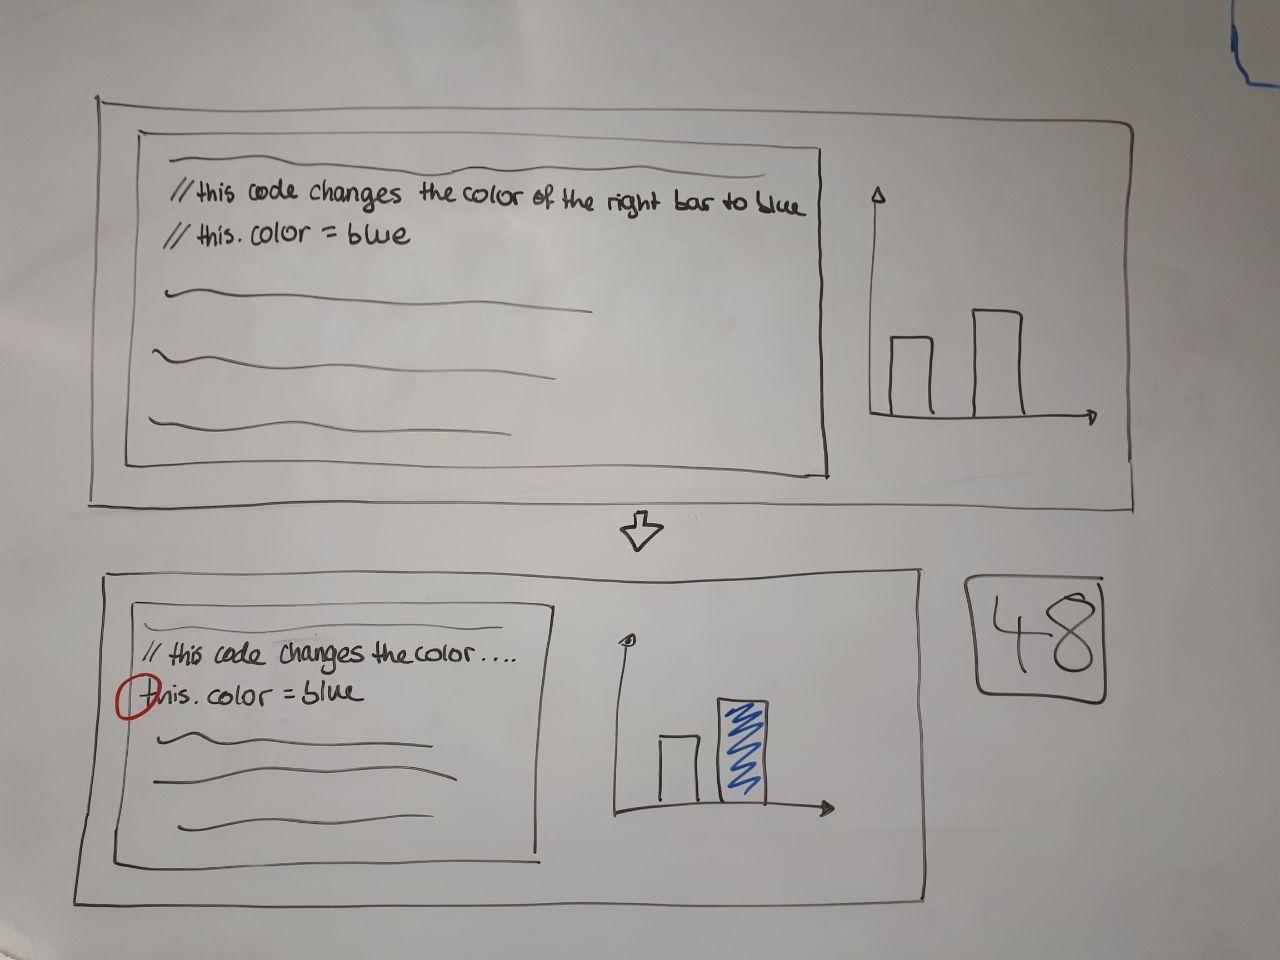 // this code changes the color of the right bar to blue
// this.color = blue
// this code changes the color....
this.color = blue
48